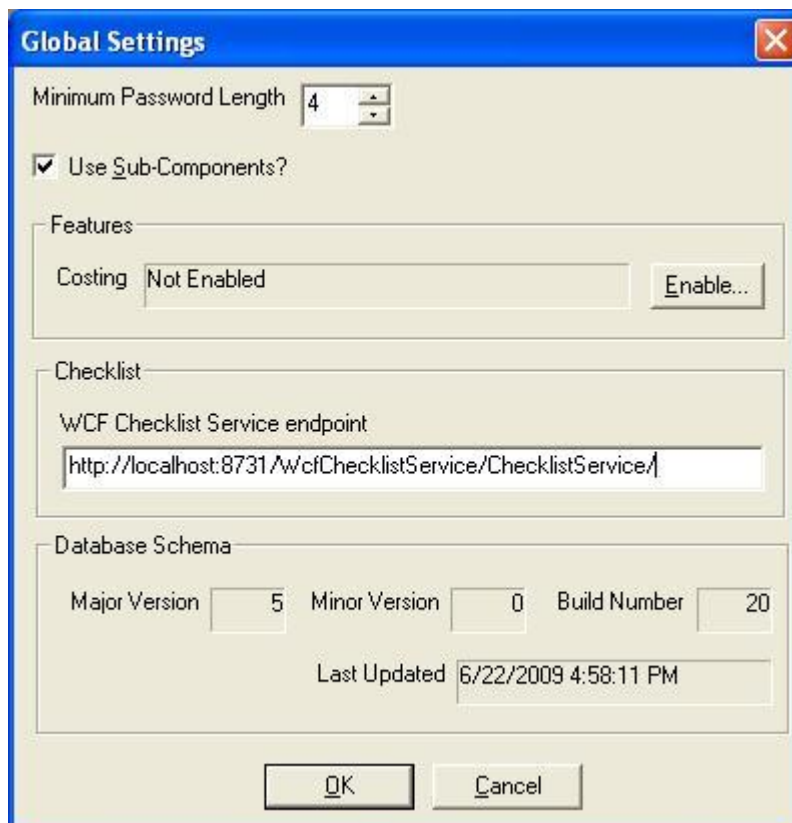 Global Settings
Minimum Password Length 4
Use Sub-Components?
Features
Costing Not Enabled Enable...
Checklist
WCF Checklist Service endpoint
http://localhost:8731/WcfChecklistService/ChecklistService/
Database Schema
Major Version 5 Minor Version 0 Build Number 20
Last Updated 6/22/2009 4:58:11 PM
OK Cancel